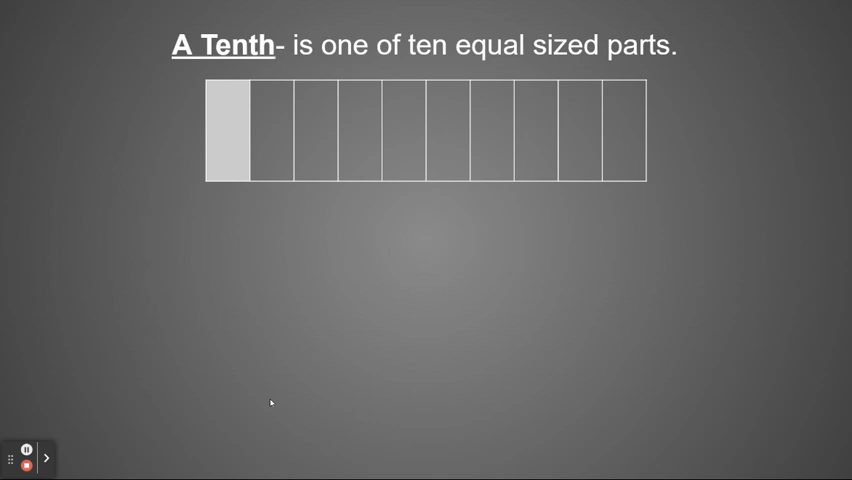 A Tenth- is one of ten equal sized parts.